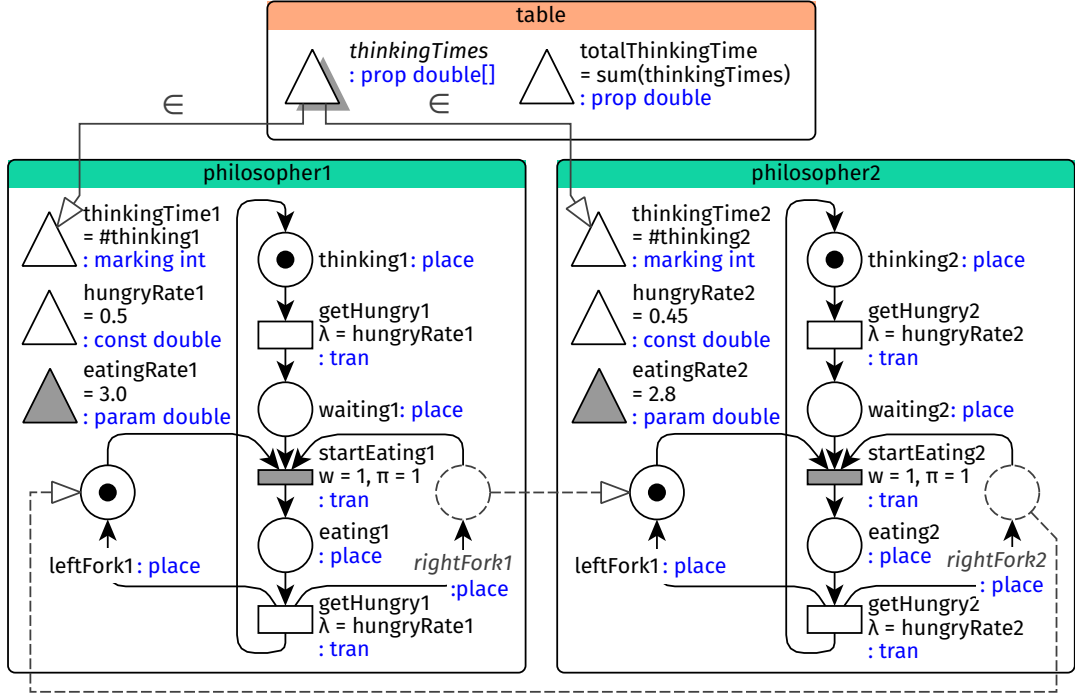 table
thinkingTimes
: prop double[]
totalThinkingTime
= sum(thinkingTimes)
: prop double
∈
∈
philosopher1
thinkingTime1
= #thinking1
: marking int
hungryRate1
= 0.5
: const double
eatingRate1
= 3.0
: param double
thinking1: place
getHungry1
λ = hungryRate1
: tran
waiting1: place
startEating1
w = 1, π = 1
: tran
eating1
: place
leftFork1: place
rightFork1
:place
getHungry1
λ = hungryRate1
: tran
philosopher2
thinkingTime2
= #thinking2
: marking int
hungryRate2
= 0.45
: const double
eatingRate2
= 2.8
: param double
thinking2: place
getHungry2
λ = hungryRate2
: tran
waiting2: place
startEating2
w = 1, π = 1
: tran
eating2
: place
leftFork1: place
rightFork2
: place
getHungry2
λ = hungryRate2
: tran